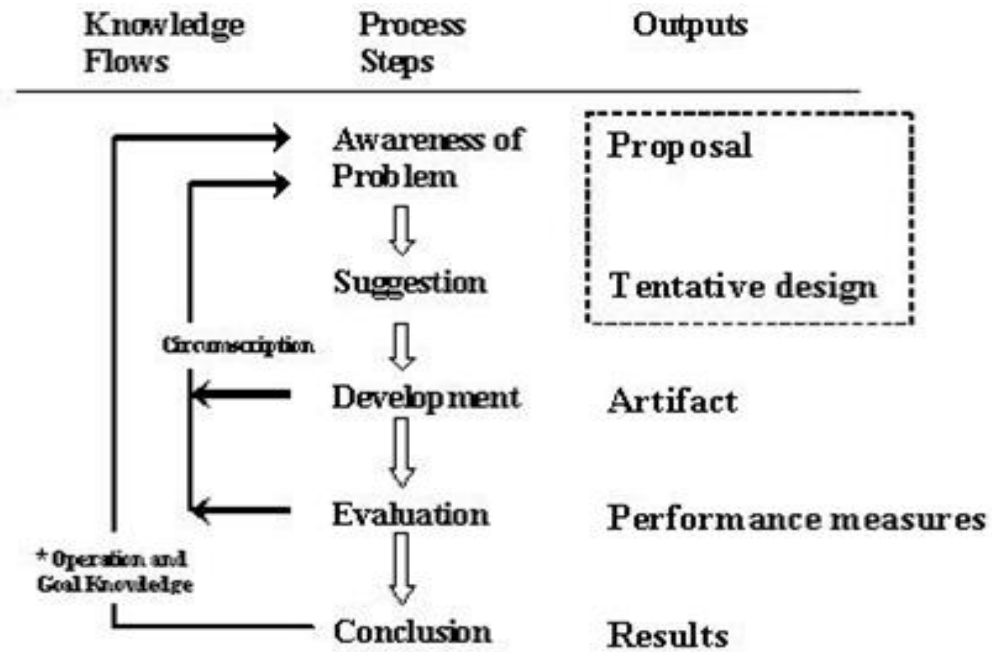 Knowledge
Flows
Process
Steps
Outputs
Awareness of
Problem
Proposal
Suggestion
Tentative design
Circumscription
Development
Artifact
Evaluation
Performance measures
* Operation and
Goal Knowledge
Conclusion
Results